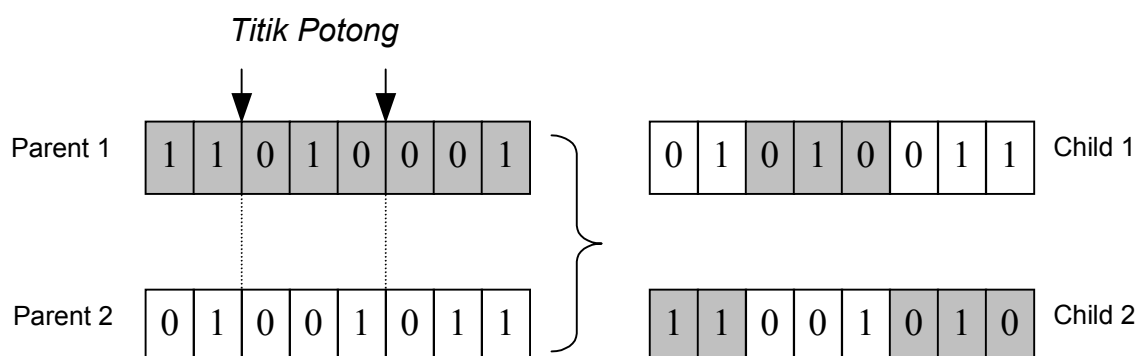 Titik Potong
Parent 1 1 1 0 1 0 0 0 1
0 1 0 1 0 0 1 1 Child 1
Parent 2 0 1 0 0 1 0 1 1
1 1 0 0 1 0 1 0 Child 2